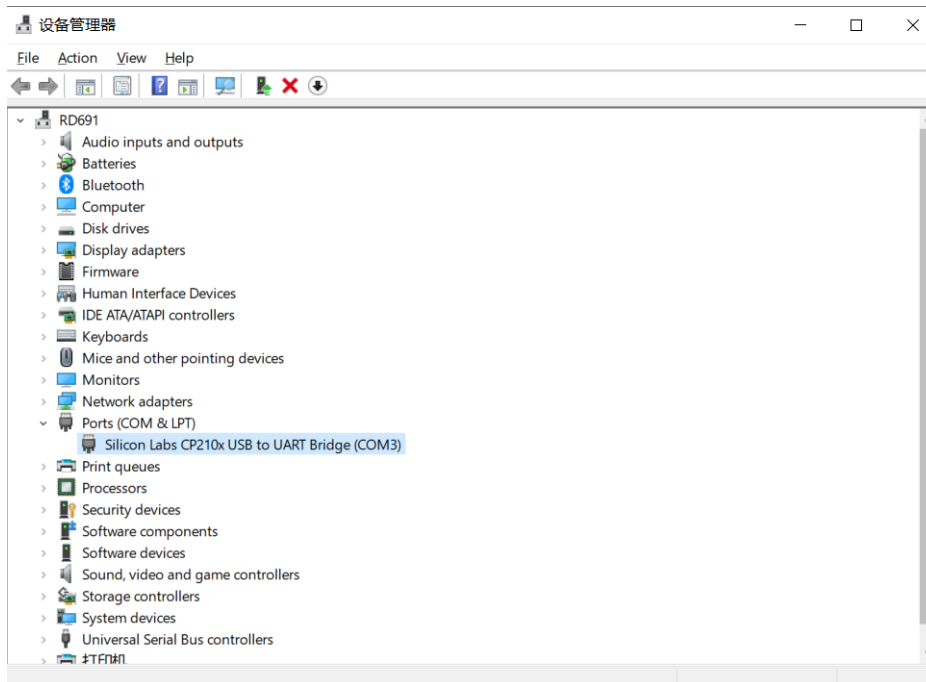 设备管理器
File Action View Help
RD691
Audio inputs and outputs
Batteries
Bluetooth
Computer
Disk drives
Display adapters
Firmware
Human Interface Devices
IDE ATA/ATAPI controllers
Keyboards
Mice and other pointing devices
Monitors
Network adapters
Ports (COM & LPT)
Silicon Labs CP210x USB to UART Bridge (COM3)
Print queues
Processors
Security devices
Software components
Software devices
Sound, video and game controllers
Storage controllers
System devices
Universal Serial Bus controllers
打印机